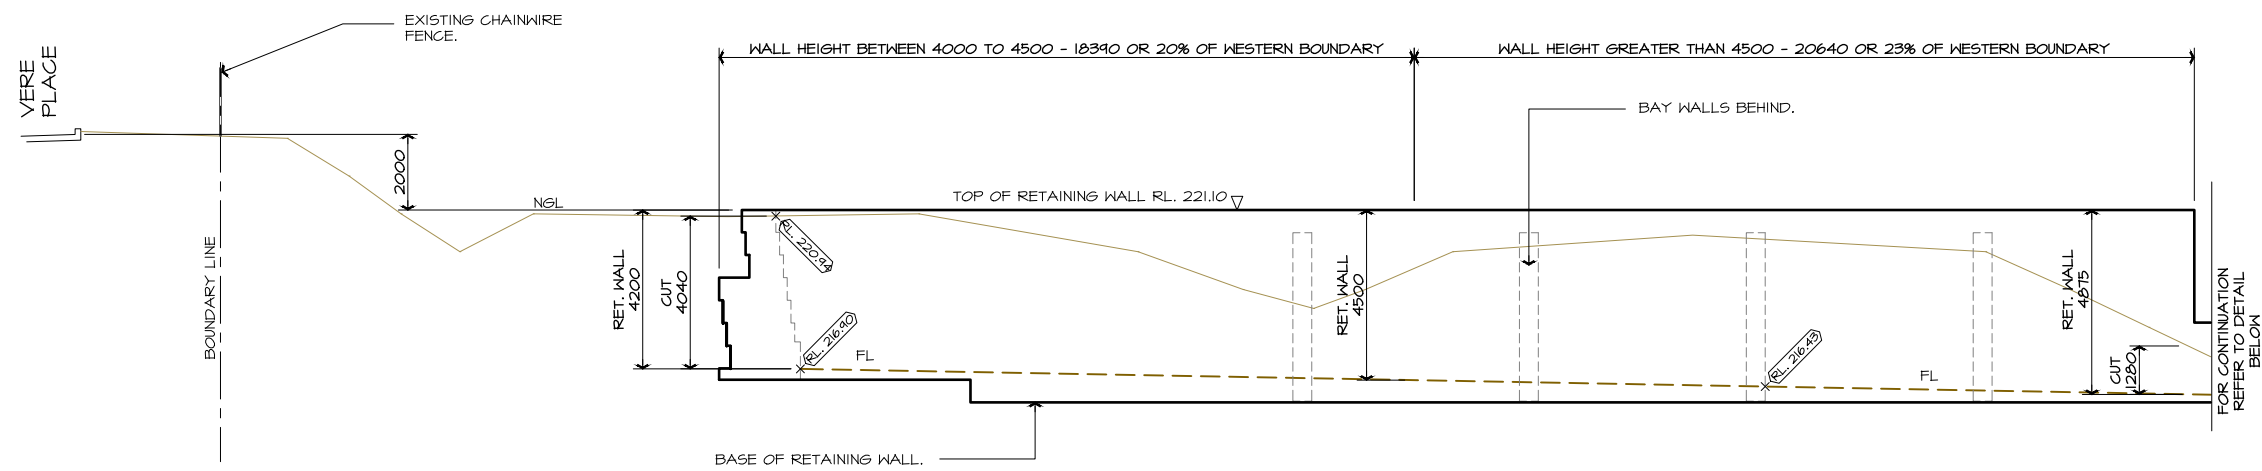 EXISTING CHAINWIRE
FENCE.
VERE
PLACE
WALL HEIGHT BETWEEN 4000 TO 4500 - 18390 OR 20% OF WESTERN BOUNDARY
WALL HEIGHT GREATER THAN 4500 - 20640 OR 23% OF WESTERN BOUNDARY
BAY WALLS BEHIND.
2000
NGL
TOP OF RETAINING WALL RL. 221.10
BOUNDARY LINE
RET. WALL
4200
CUT
4040
RL. 220.94
RL. 216.90
FL
RET. WALL
4500
RL. 216.43
FL
RET. WALL
4875
CUT
1280
FOR CONTINUATION
REFER TO DETAIL
BELOW
BASE OF RETAINING WALL.